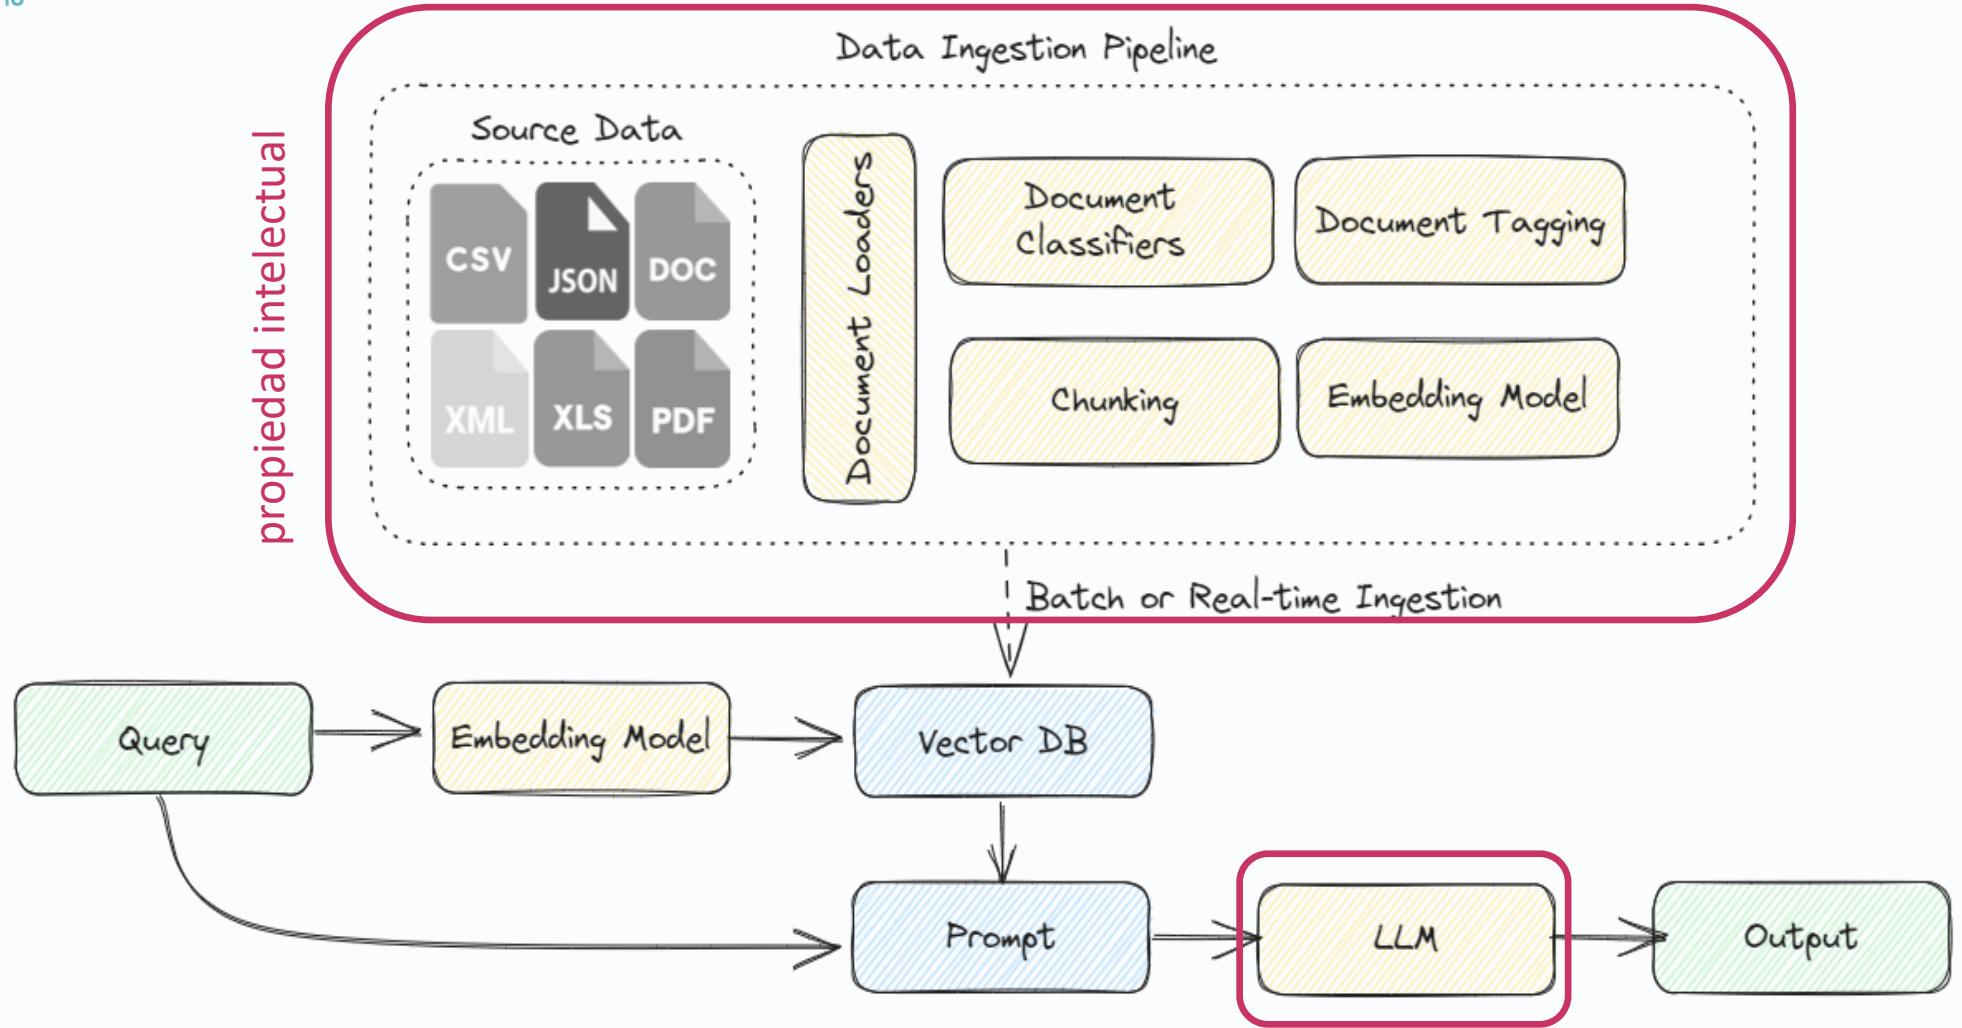 Data Ingestion Pipeline
propiedad intelectual
Source Data
CSV
JSON
DOC
XML
XLS
PDF
Document Loaders
Document
Classifiers
Document Tagging
Chunking
Embedding Model
Batch or Real-time Ingestion
Query
Embedding Model
Vector DB
Prompt
LLM
Output